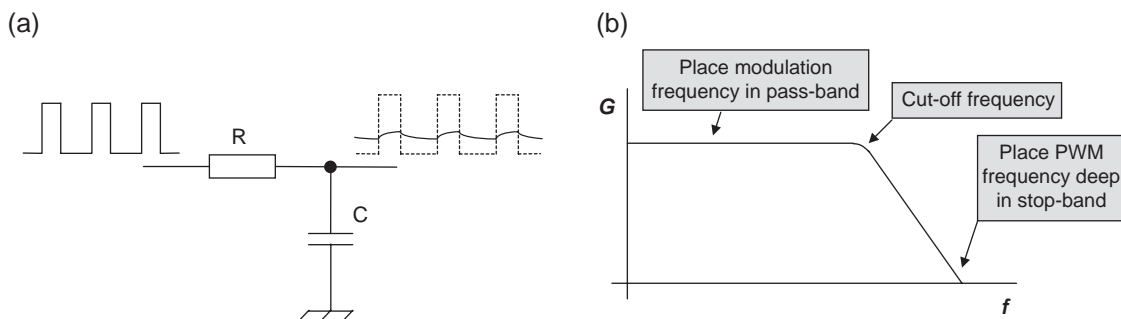 (a)
R
C
(b)
Place modulation
frequency in pass-band
Cut-off frequency
G
Place PWM
frequency deep
in stop-band
f